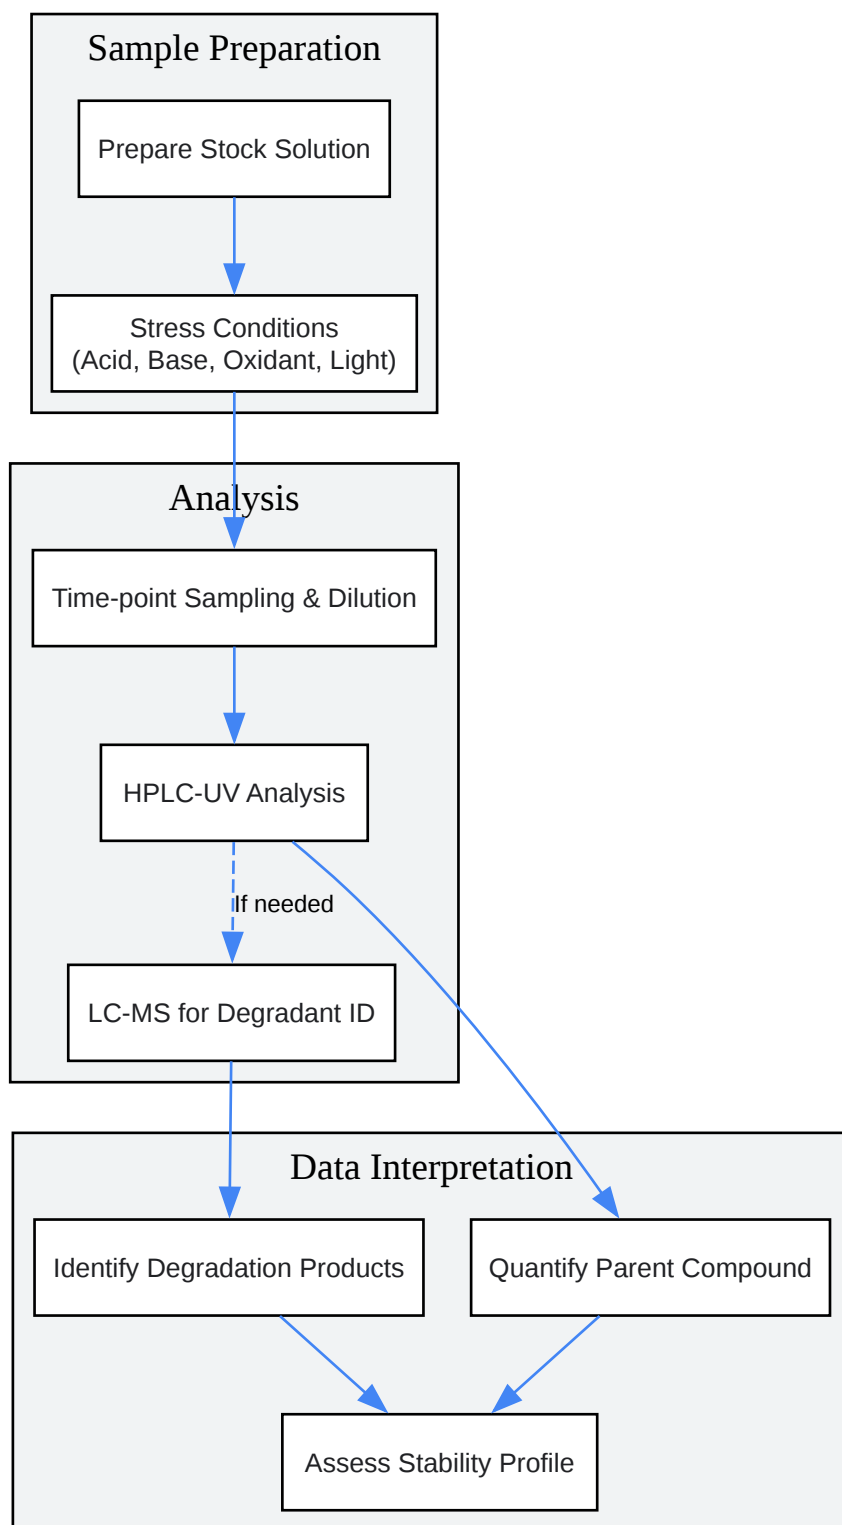 Sample Preparation
Prepare Stock Solution
Stress Conditions
(Acid, Base, Oxidant, Light)
Analysis
Time-point Sampling & Dilution
HPLC-UV Analysis
If needed
LC-MS for Degradant ID
Data Interpretation
Identify Degradation Products
Quantify Parent Compound
Assess Stability Profile